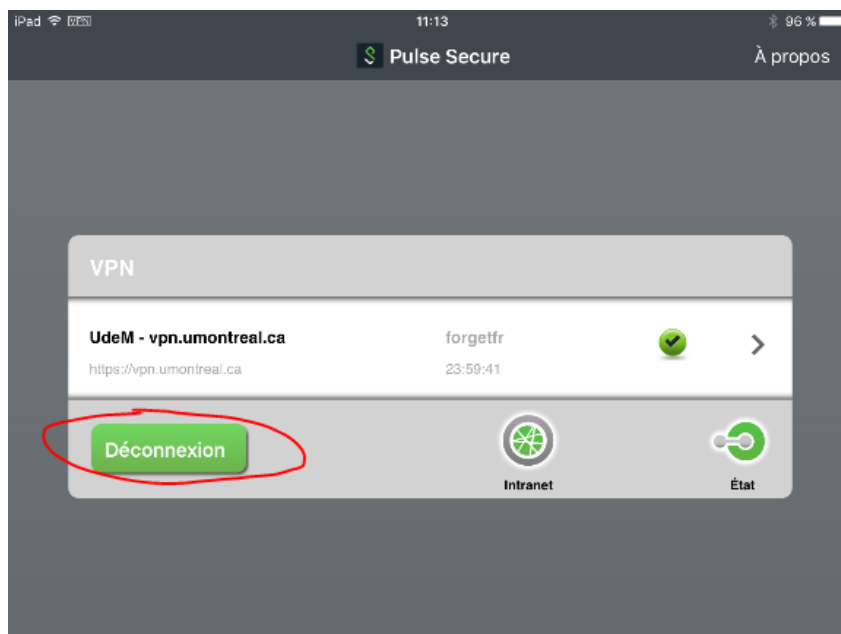 iPad VPN 11:13 96 %
Pulse Secure À propos
VPN
UdeM - vpn.umontreal.ca forgetfr
https://vpn.umontreal.ca 23:59:41
Déconnexion
Intranet État